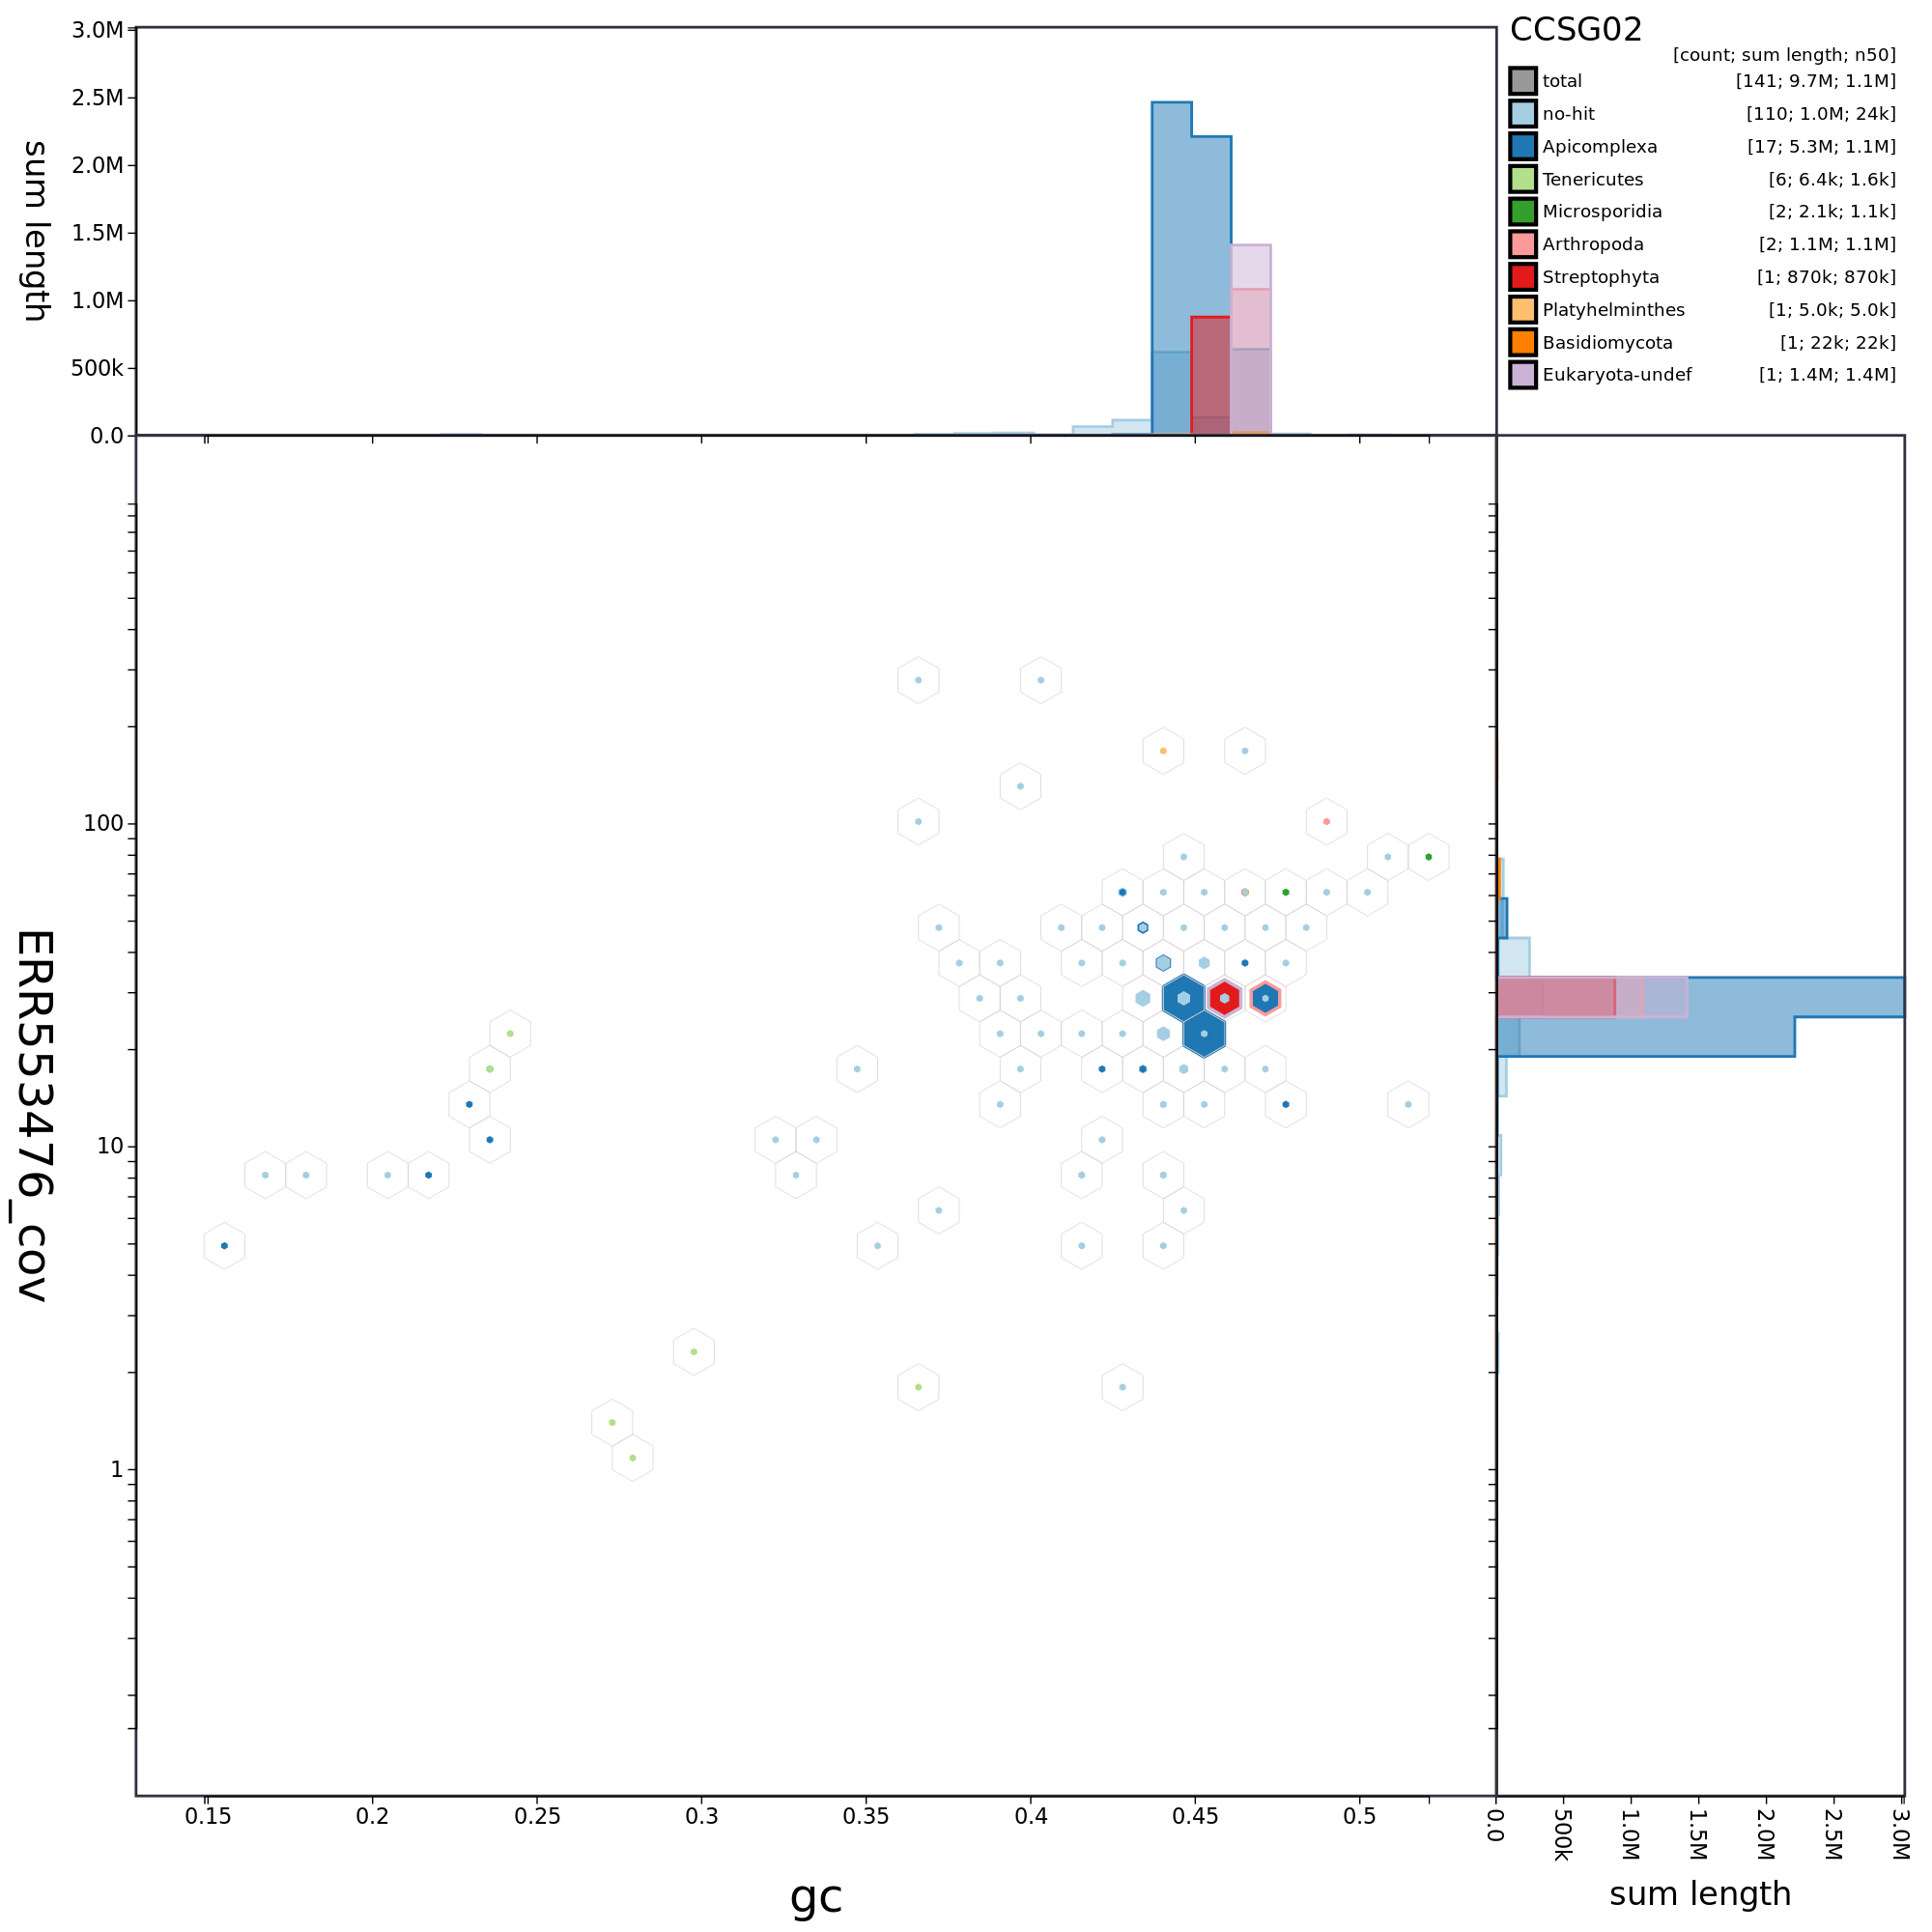 CCSG02
[count; sum length; n50]
total [141; 9.7M; 1.1M]
no-hit [110; 1.0M; 24k]
Apicomplexa [17; 5.3M; 1.1M]
Tenericutes [6; 6.4k; 1.6k]
Microsporidia [2; 2.1k; 1.1k]
Arthropoda [2; 1.1M; 1.1M]
Streptophyta [1; 870k; 870k]
Platyhelminthes [1; 5.0k; 5.0k]
Basidiomycota [1; 22k; 22k]
Eukaryota-undef [1; 1.4M; 1.4M]
sum length
3.0M
2.5M
2.0M
1.5M
1.0M
500k
0.0
ERR5553476_cov
100
10
1
0.15 0.2 0.25 0.3 0.35 0.4 0.45 0.5
gc
0.0 500k 1.0M 1.5M 2.0M 2.5M 3.0M
sum length